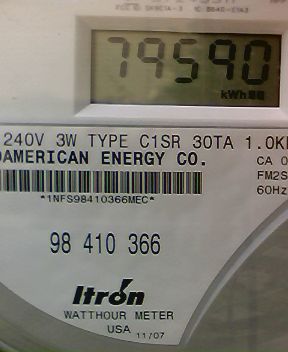 79590
kWh
240V 3W TYPE C1SR 30TA 1.0K
AMERICAN ENERGY CO.
CA 0
FM2S
60Hz
*1NFS98410366MEC*
98 410 366
Itron
WATTHOUR METER
USA 11/07